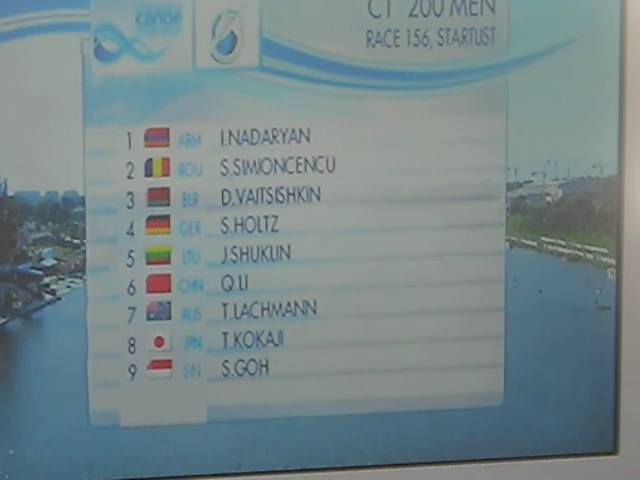 canoe
C1 200 MEN
RACE 156, STARTLIST
1 ARM I.NADARYAN
2 ROU S.SIMIONCENCU
3 BLR D.VAITSISHKIN
4 GER S.HOLTZ
5 LTU J.SHUKLIN
6 CHN Q.LI
7 AUS T.LACHMANN
8 JPN T.KOKAJI
9 SIN S.GOH